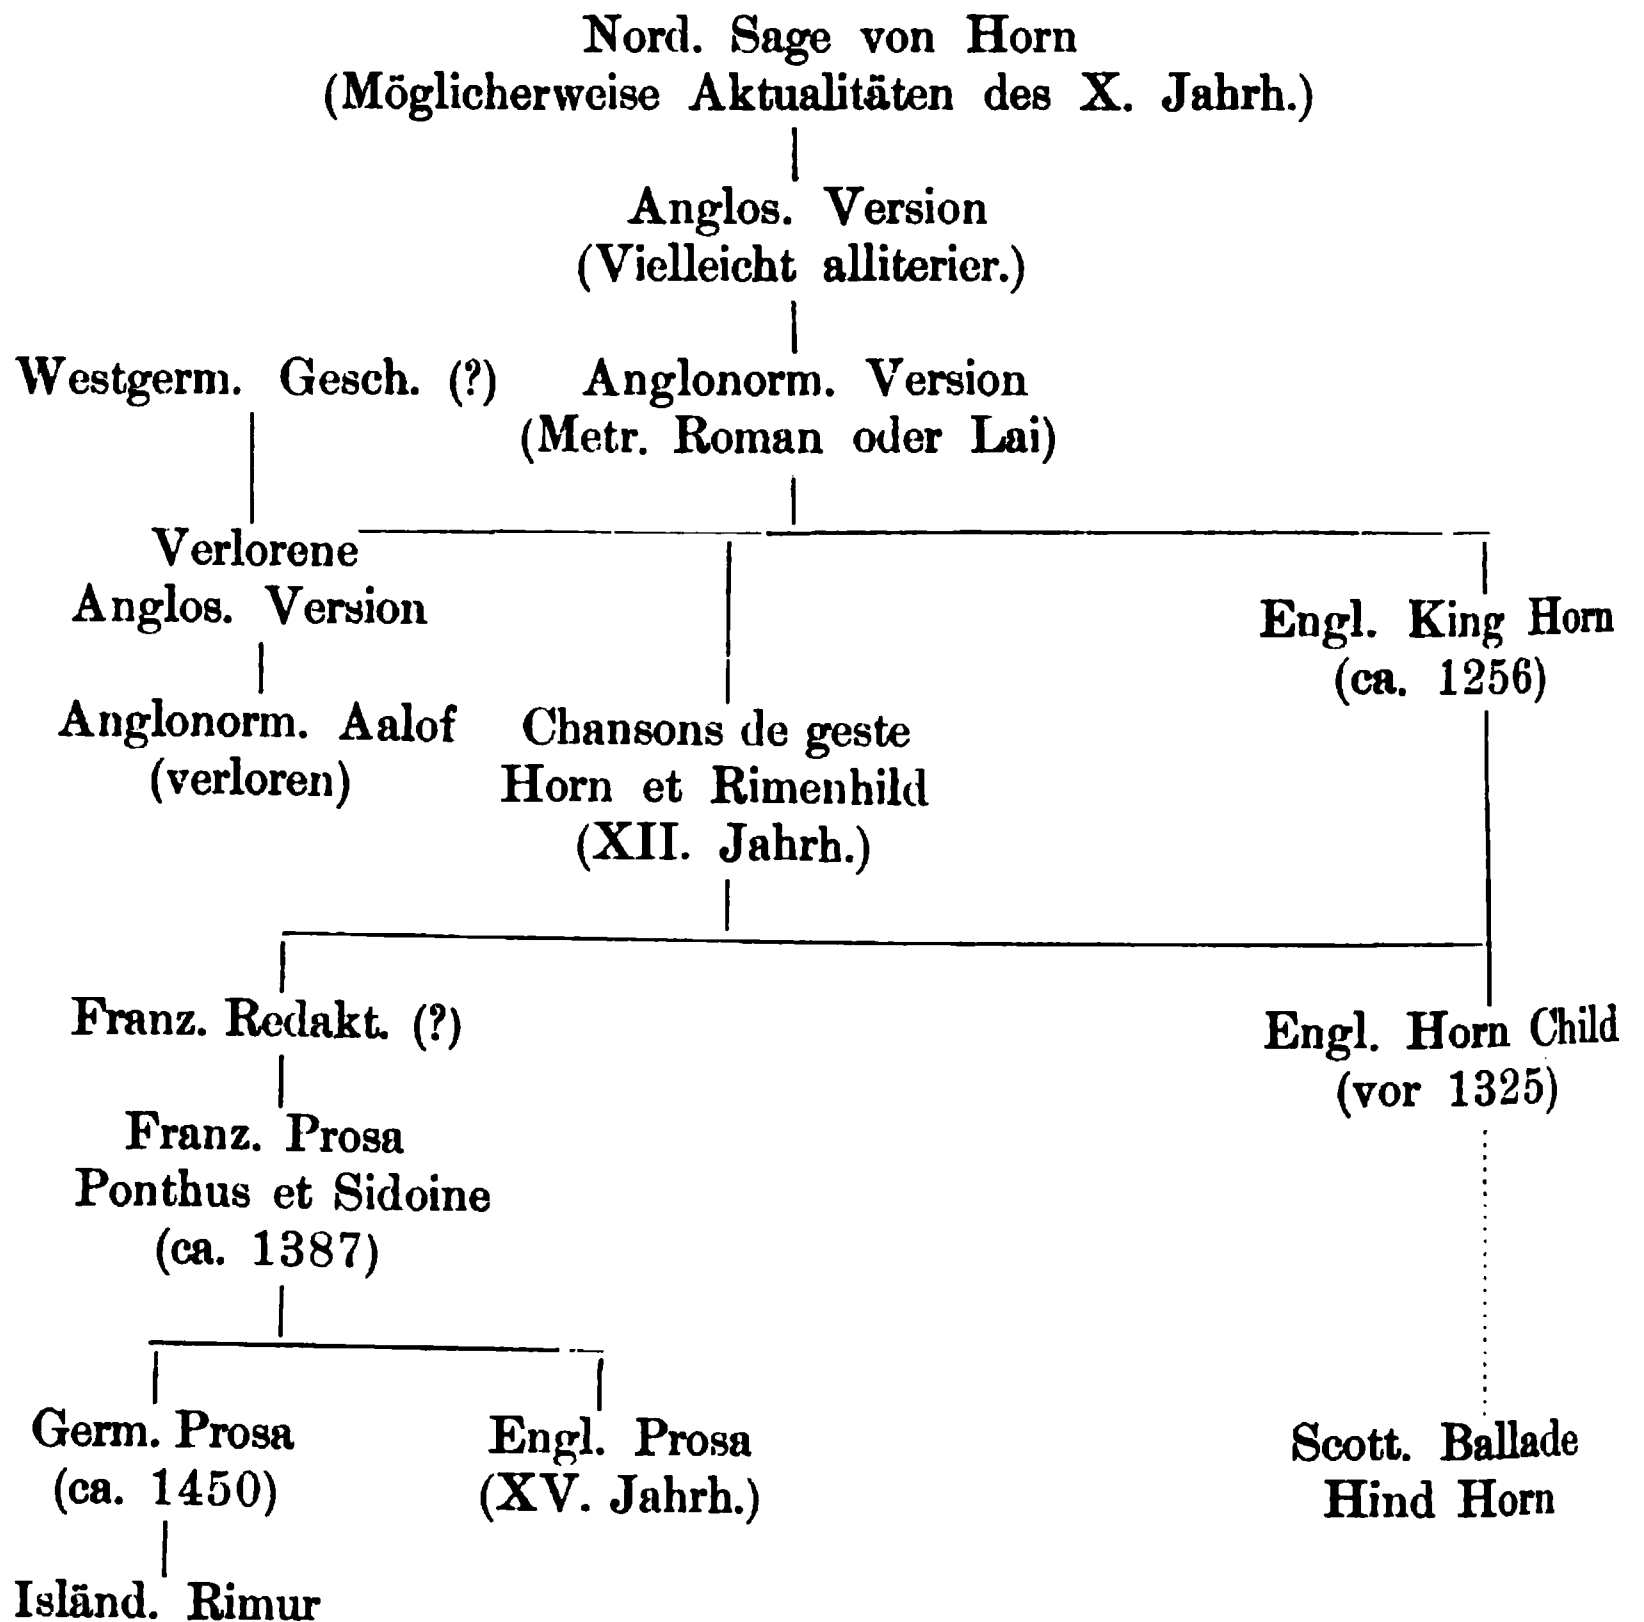 Nord. Sage von Horn
(Möglicherweise Aktualitäten des X. Jahrh.)
Anglos. Version
(Vielleicht alliterier.)
Westgerm. Gesch. (?)
Anglonorm. Version
(Metr. Roman oder Lai)
Verlorene
Anglos. Version
Engl. King Horn
(ca. 1256)
Anglonorm. Aalof
(verloren)
Chansons de geste
Horn et Rimenhild
(XII. Jahrh.)
Franz. Redakt. (?)
Engl. Horn Child
(vor 1325)
Franz. Prosa
Ponthus et Sidoine
(ca. 1387)
Germ. Prosa
(ca. 1450)
Engl. Prosa
(XV. Jahrh.)
Scott. Ballade
Hind Horn
Isländ. Rimur